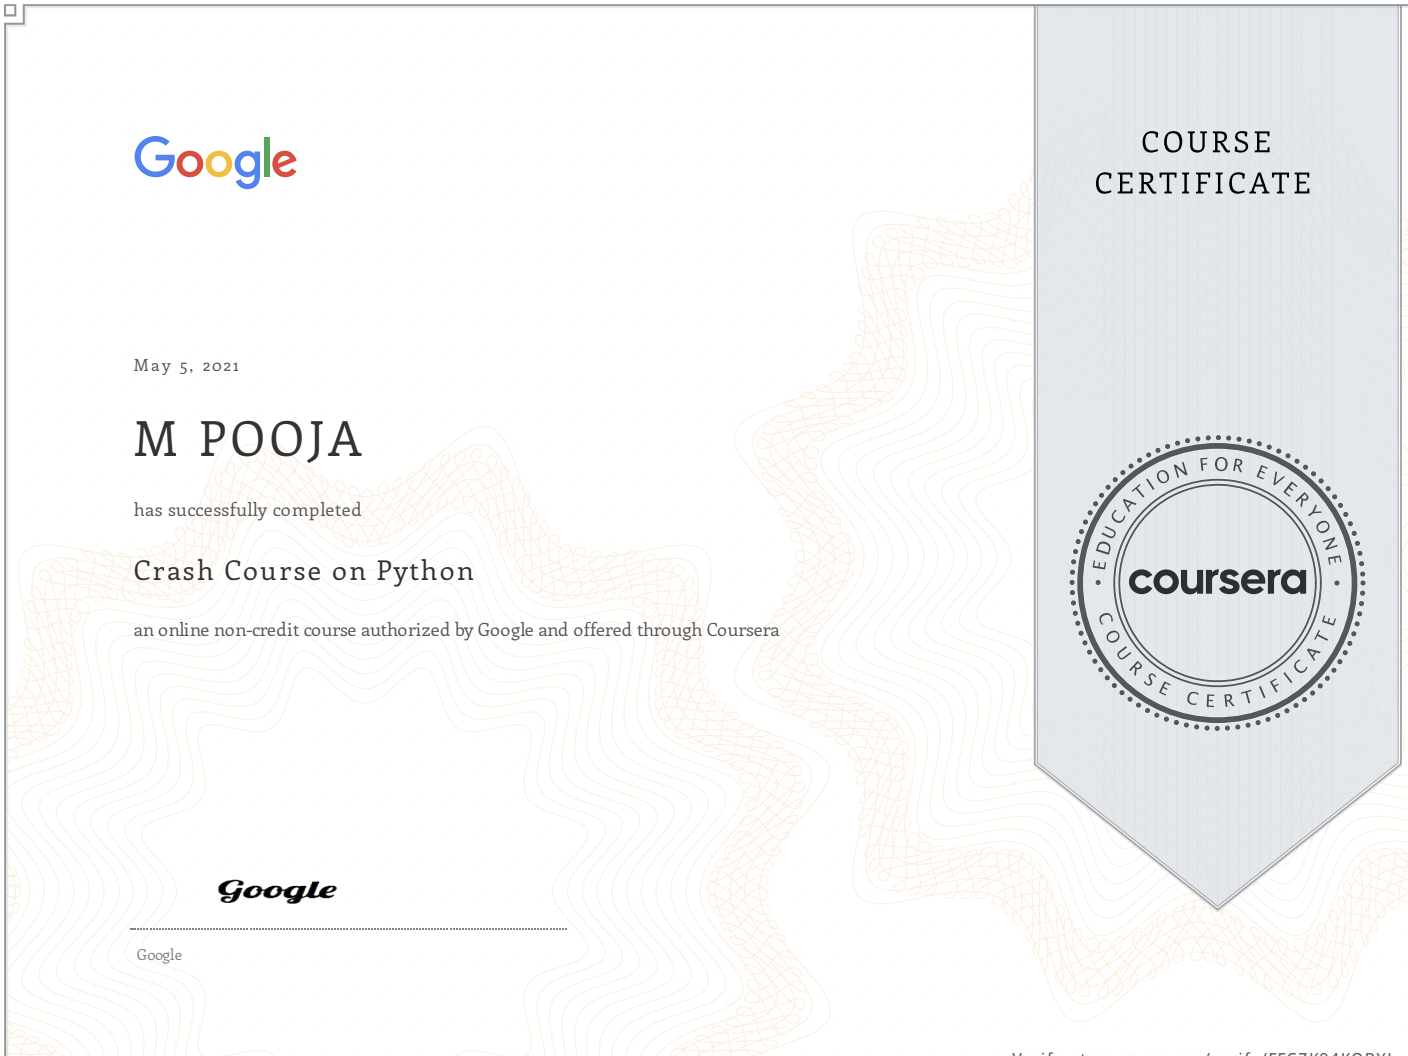 Google
COURSE
CERTIFICATE
May 5, 2021
M POOJA
has successfully completed
Crash Course on Python
an online non-credit course authorized by Google and offered through Coursera
EDUCATION FOR EVERYONE
coursera
COURSE CERTIFICATE
Google
Google